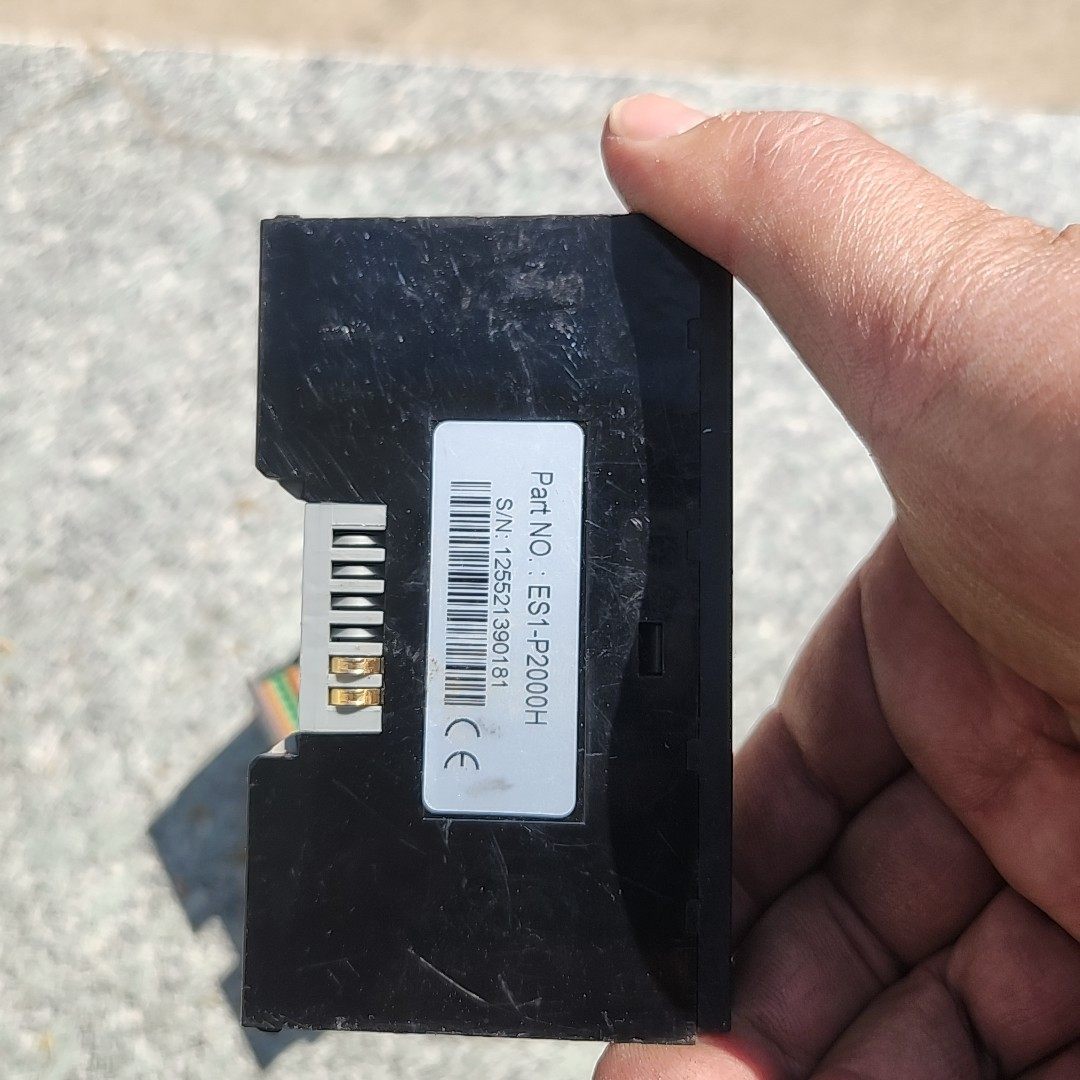 Part NO. : ES1-P2000H
S/N: 125521390181
CE